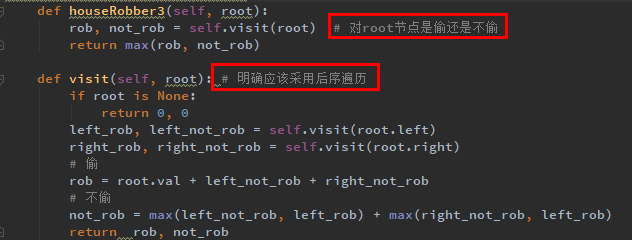 def houseRobber3(self, root):
    rob, not_rob = self.visit(root)  # 对root节点是偷还是不偷
    return max(rob, not_rob)
def visit(self, root): # 明确应该采用后序遍历
    if root is None:
        return 0, 0
    left_rob, left_not_rob = self.visit(root.left)
    right_rob, right_not_rob = self.visit(root.right)
    # 偷
    rob = root.val + left_not_rob + right_not_rob
    # 不偷
    not_rob = max(left_not_rob, left_rob) + max(right_not_rob, left_rob)
    return  rob, not_rob